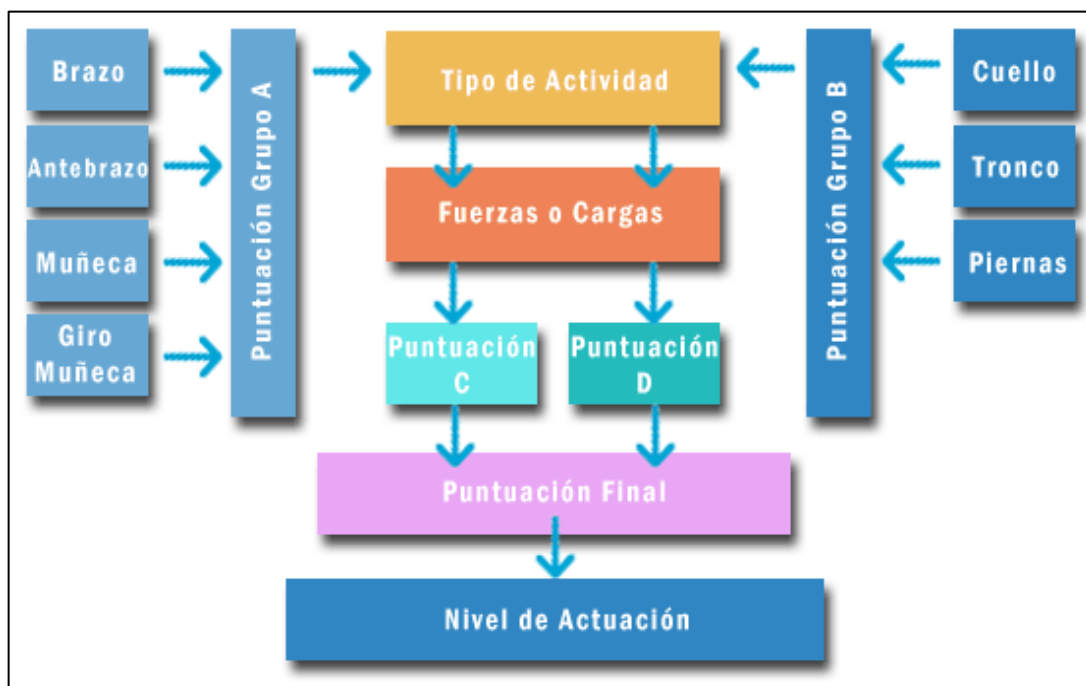 Brazo
Antebrazo
Muñeca
Giro
Muñeca
Puntuación Grupo A
Tipo de Actividad
Fuerzas o Cargas
Puntuación
C
Puntuación
D
Puntuación Final
Nivel de Actuación
Puntuación Grupo B
Cuello
Tronco
Piernas